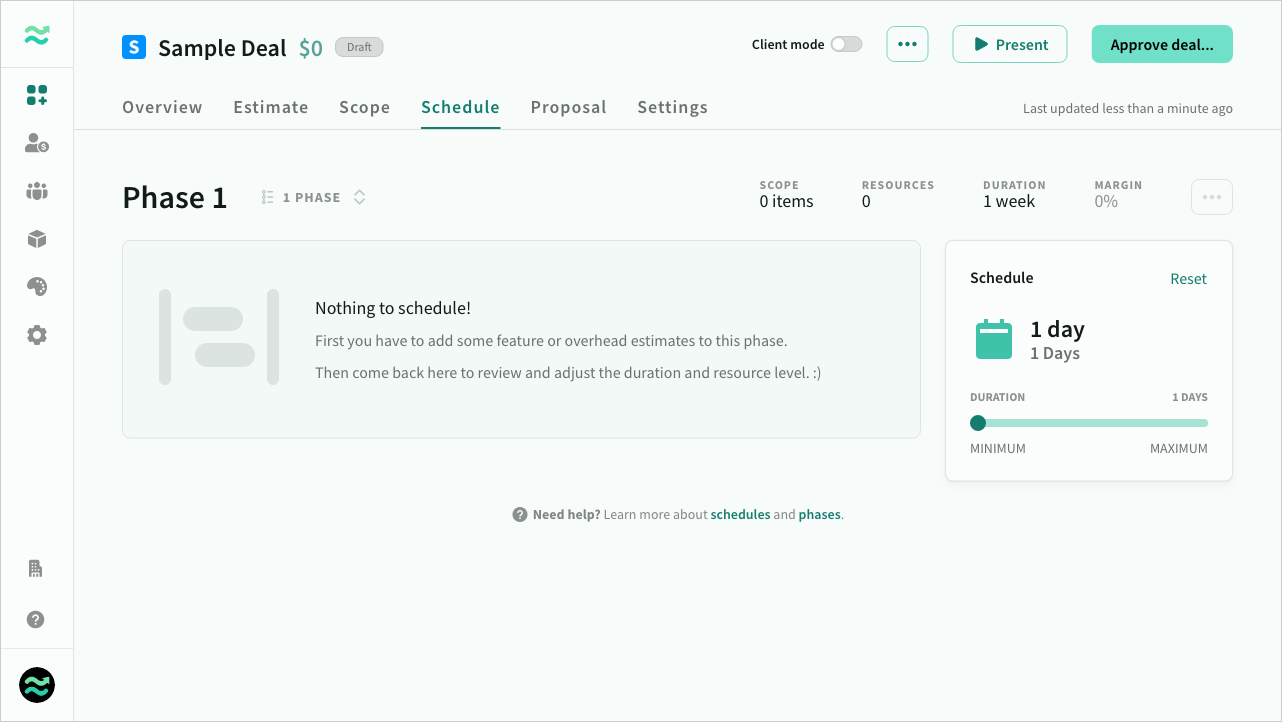 S Sample Deal $0 Draft
Client mode
Present
Approve deal...
Overview Estimate Scope Schedule Proposal Settings
Last updated less than a minute ago
Phase 1
1 PHASE
SCOPE
0 items
RESOURCES
0
DURATION
1 week
MARGIN
0%
Nothing to schedule!
First you have to add some feature or overhead estimates to this phase.
Then come back here to review and adjust the duration and resource level. :)
Schedule Reset
1 day
1 Days
DURATION 1 DAYS
MINIMUM MAXIMUM
Need help? Learn more about schedules and phases.